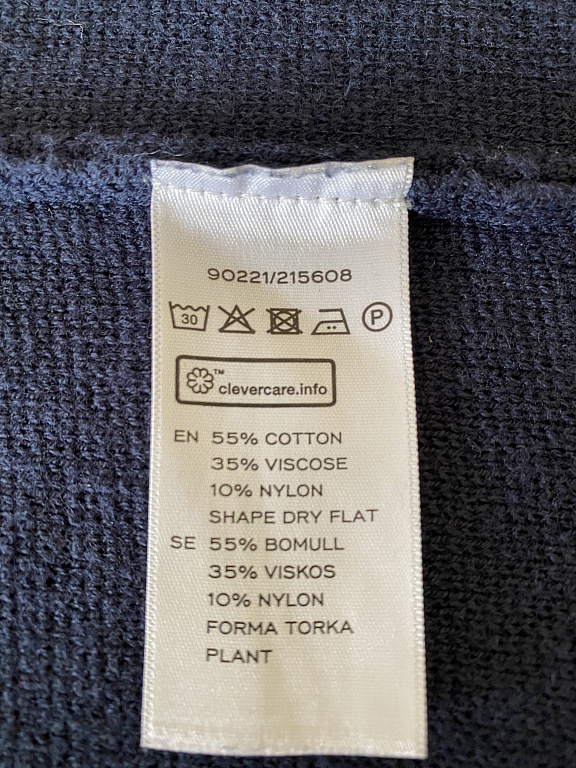 90221/215608
30 P
™
clevercare.info
EN 55% COTTON
35% VISCOSE
10% NYLON
SHAPE DRY FLAT
SE 55% BOMULL
35% VISKOS
10% NYLON
FORMA TORKA
PLANT